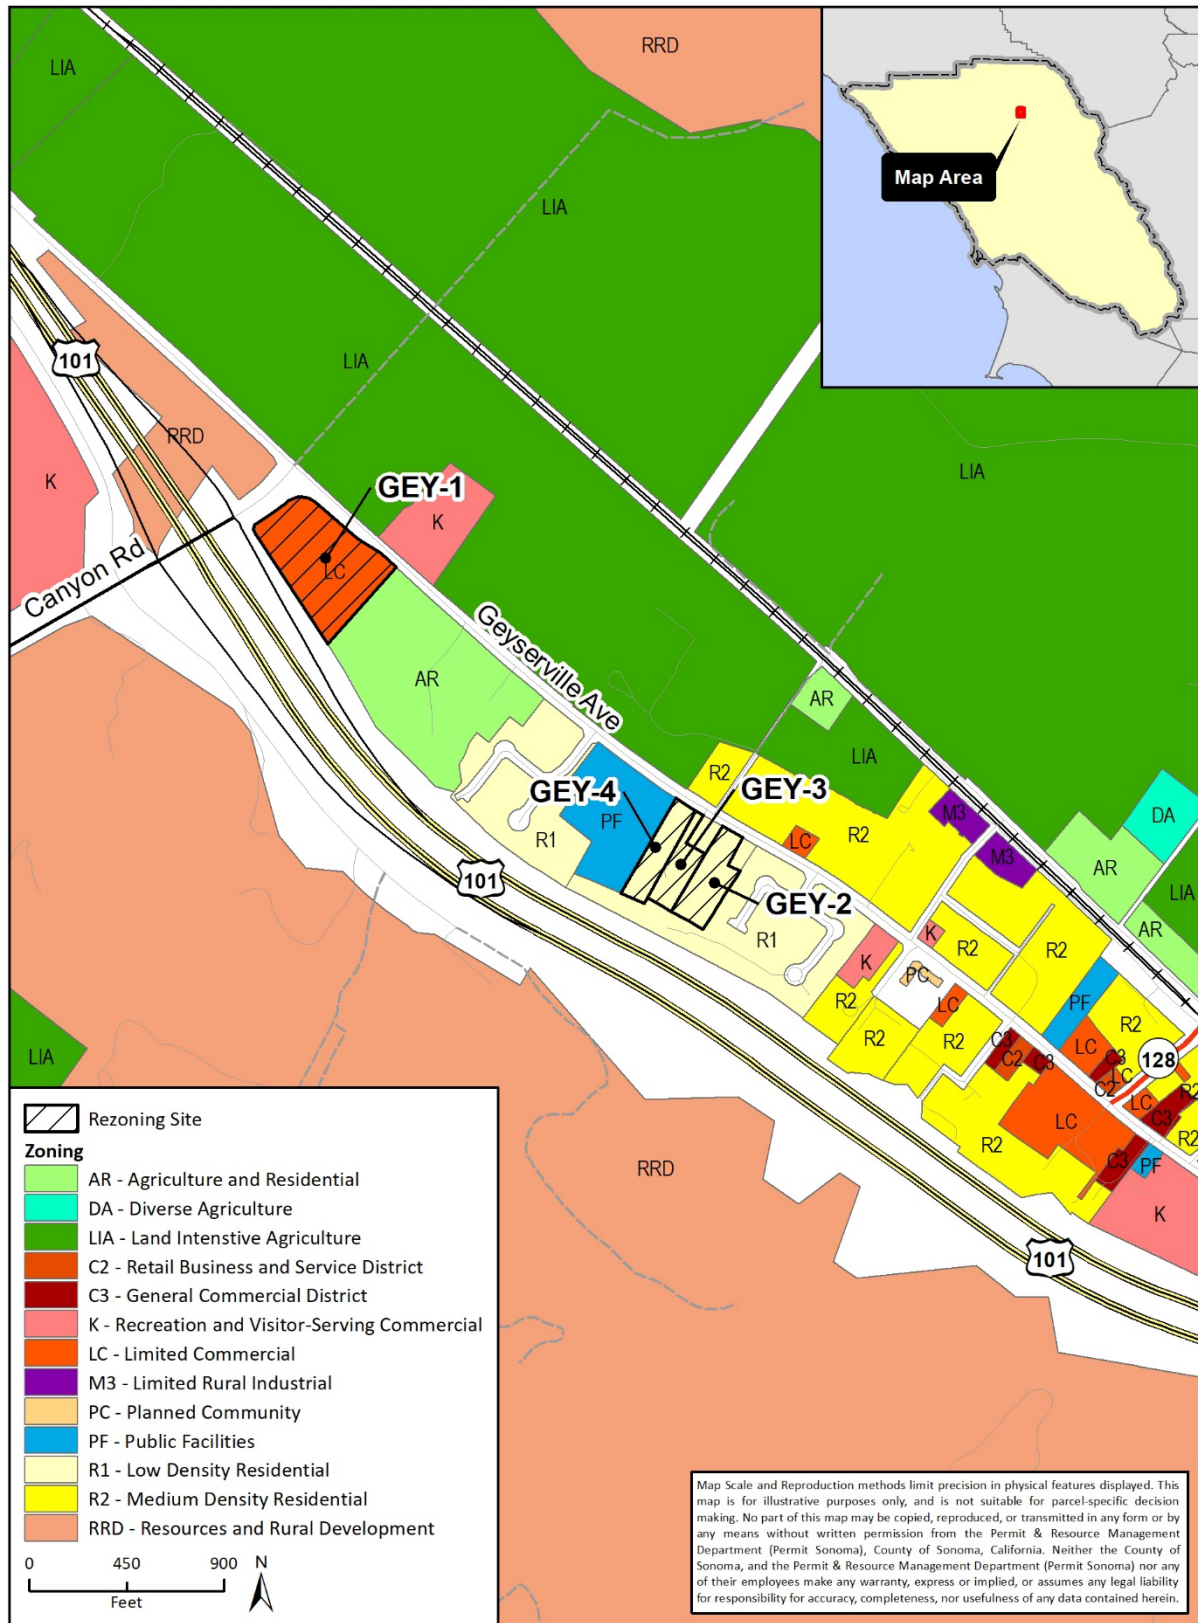 RRD
LIA
Map Area
LIA
LIA
101
RRD
LIA
K
GEY-1
K
LC
Canyon Rd
Geyserville Ave
AR
AR
LIA
R2
GEY-3
GEY-4
PF
R2
M3
DA
LC
M3
R1
AR
101
LIA
GEY-2
R1
K
AR
K
R2
R2
PC
R2
LC
PF
R2
R2
R2
C3
LC
C3
128
LIA
C2
C3
LC
C2
LC
R2
C3
R2
LC
R2
C3
PF
RRD
K
101
Rezoning Site
Zoning
AR - Agriculture and Residential
DA - Diverse Agriculture
LIA - Land Intenstive Agriculture
C2 - Retail Business and Service District
C3 - General Commercial District
K - Recreation and Visitor-Serving Commercial
LC - Limited Commercial
M3 - Limited Rural Industrial
PC - Planned Community
PF - Public Facilities
R1 - Low Density Residential
R2 - Medium Density Residential
RRD - Resources and Rural Development
0 450 900 N
Feet
Map Scale and Reproduction methods limit precision in physical features displayed. This
map is for illustrative purposes only, and is not suitable for parcel-specific decision
making. No part of this map may be copied, reproduced, or transmitted in any form or by
any means without written permission from the Permit & Resource Management
Department (Permit Sonoma), County of Sonoma, California. Neither the County of
Sonoma, and the Permit & Resource Management Department (Permit Sonoma) nor any
of their employees make any warranty, express or implied, or assumes any legal liability
for responsibility for accuracy, completeness, nor usefulness of any data contained herein.